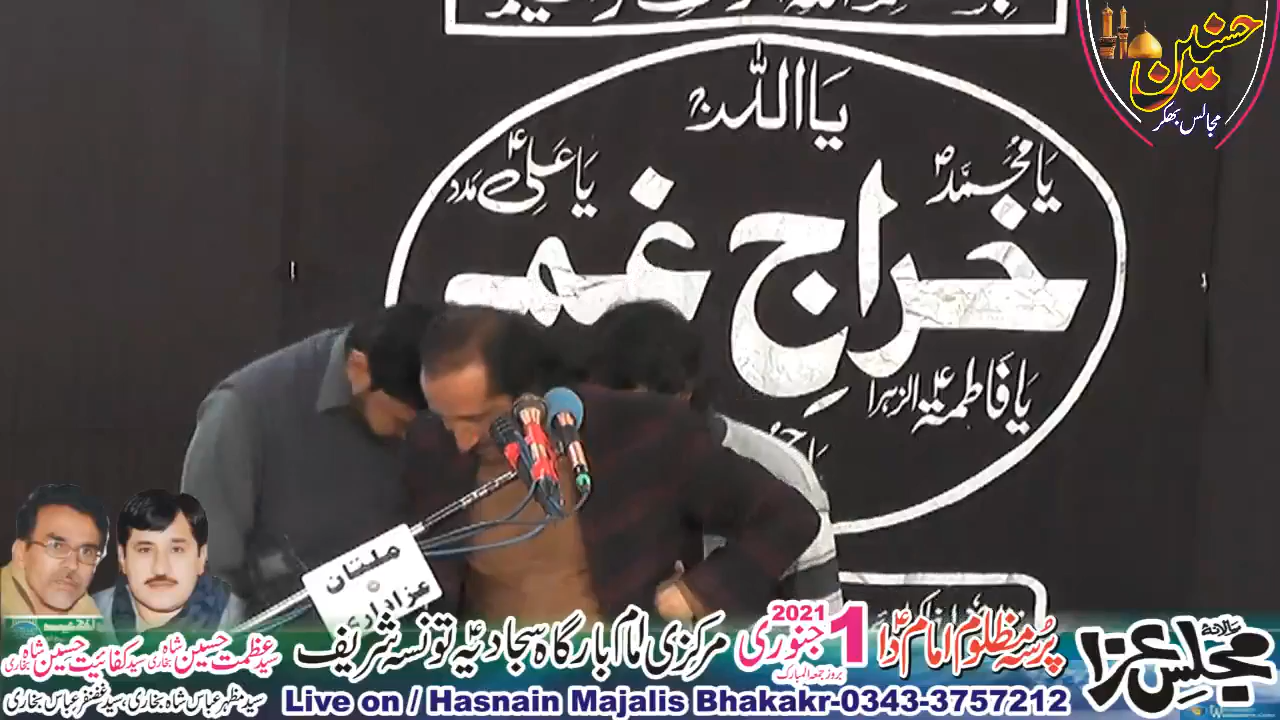 حسنین
مجالس بھکر
یا اللہ
یا محمدؐ
یا علیؑ مدد
خراج غم
یا فاطمۃ الزہراؑ
ملتان
عزاداری
سالانہ
مجلسِ عزا
پرسہ مظلوم امامؑ دا
1 جنوری 2021
بروز جمعۃ المبارک
مرکزی امام بارگاہ سجادیہؑ تونسہ شریف
سید عظمت حسین شاہ بخاری
سید کفائیت حسین شاہ بخاری
سید مظہر عباس شاہ بخاری، سید غضنفر عباس بخاری
Live on / Hasnain Majalis Bhakakr-0343-3757212